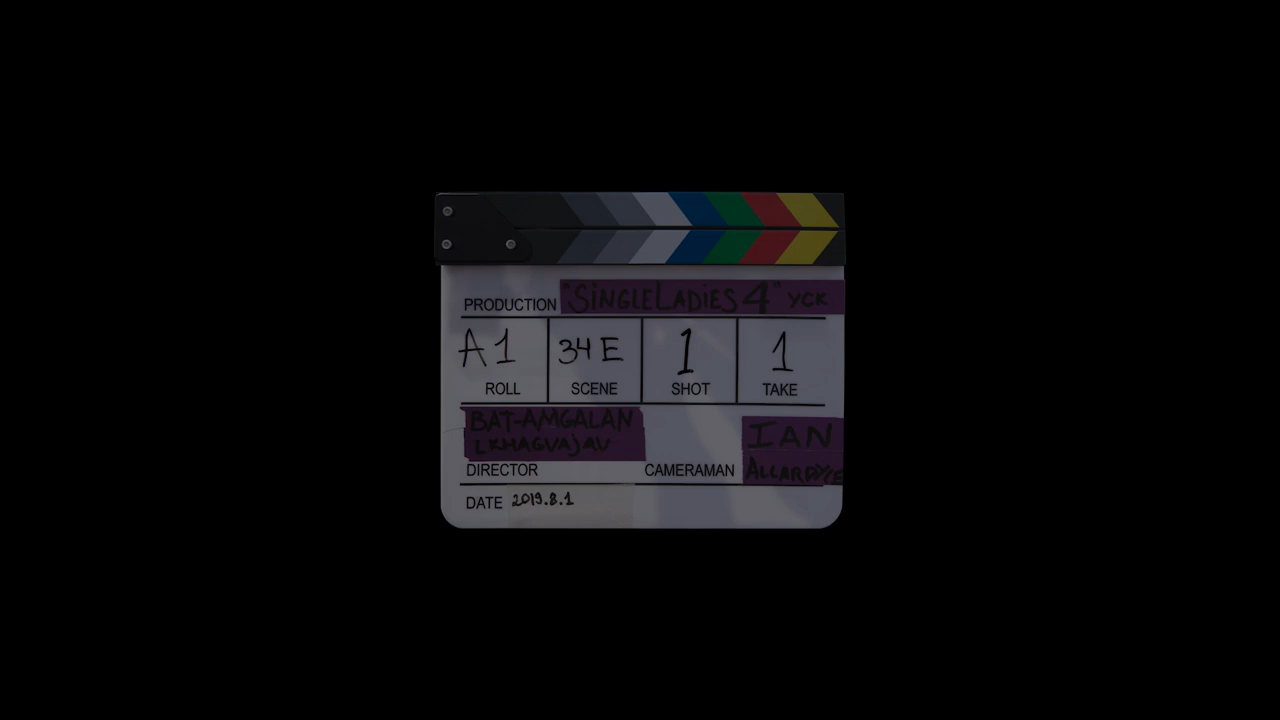 PRODUCTION "SINGLELADIES 4" YCK
A1 34 E 1 1
ROLL SCENE SHOT TAKE
BAT-AMGALAN IAN
LKHAGVAJAV
DIRECTOR CAMERAMAN
DATE 2019.8.1